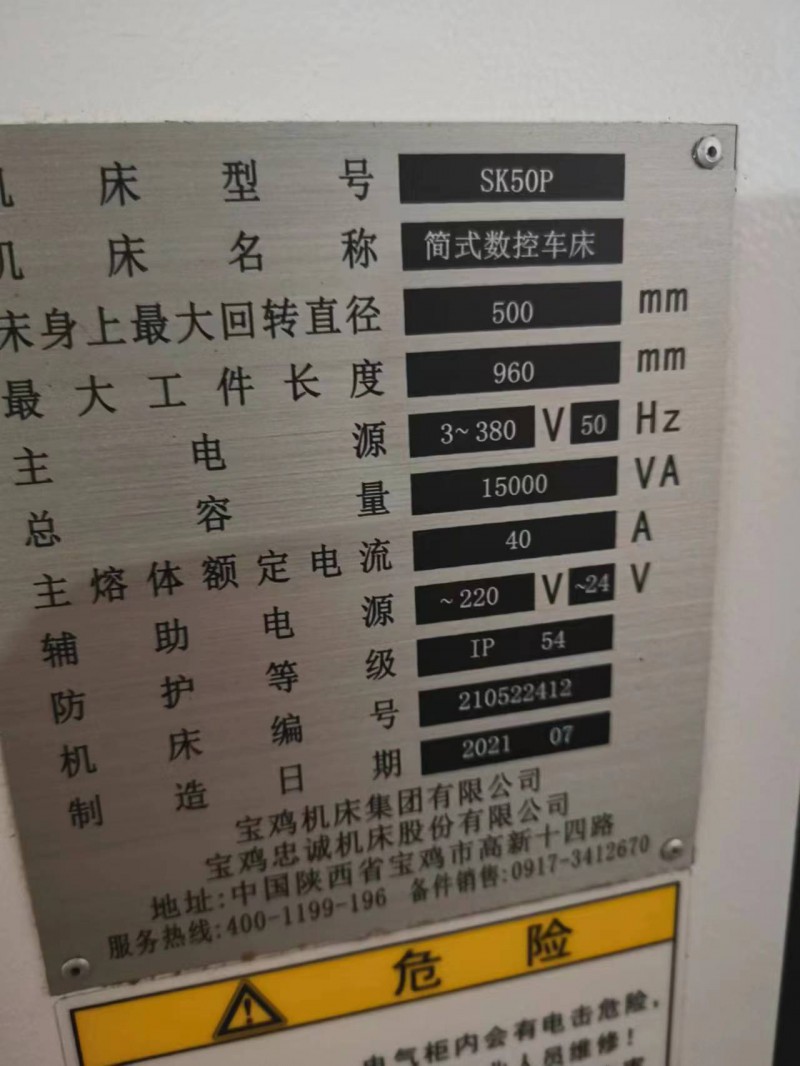 机床型号 SK50P
机床名称 简式数控车床
床身上最大回转直径 500 mm
最大工件长度 960 mm
主电源 3~380 V 50 Hz
总容量 15000 VA
主熔体额定电流 40 A
辅助电源 ~220 V ~24 V
防护等级 IP 54
机床编号 210522412
制造日期 2021 07
宝鸡机床集团有限公司
宝鸡忠诚机床股份有限公司
地址:中国陕西省宝鸡市高新十四路
服务热线:400-1199-196 备件销售:0917-3412670
危险
电气柜内会有电击危险,
人员维修!